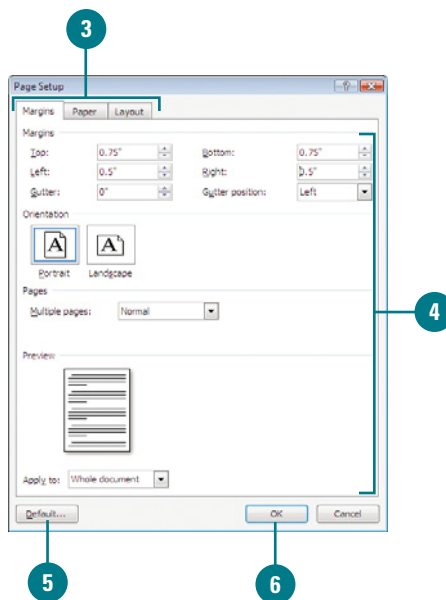 3
Page Setup
Margins Paper Layout
Margins
Top: 0.75" Bottom: 0.75"
Left: 0.5" Right: 0.5"
Gutter: 0" Gutter position: Left
Orientation
A A
Portrait Landscape
Pages
Multiple pages: Normal
4
Preview
Apply to: Whole document
Default... OK Cancel
5 6